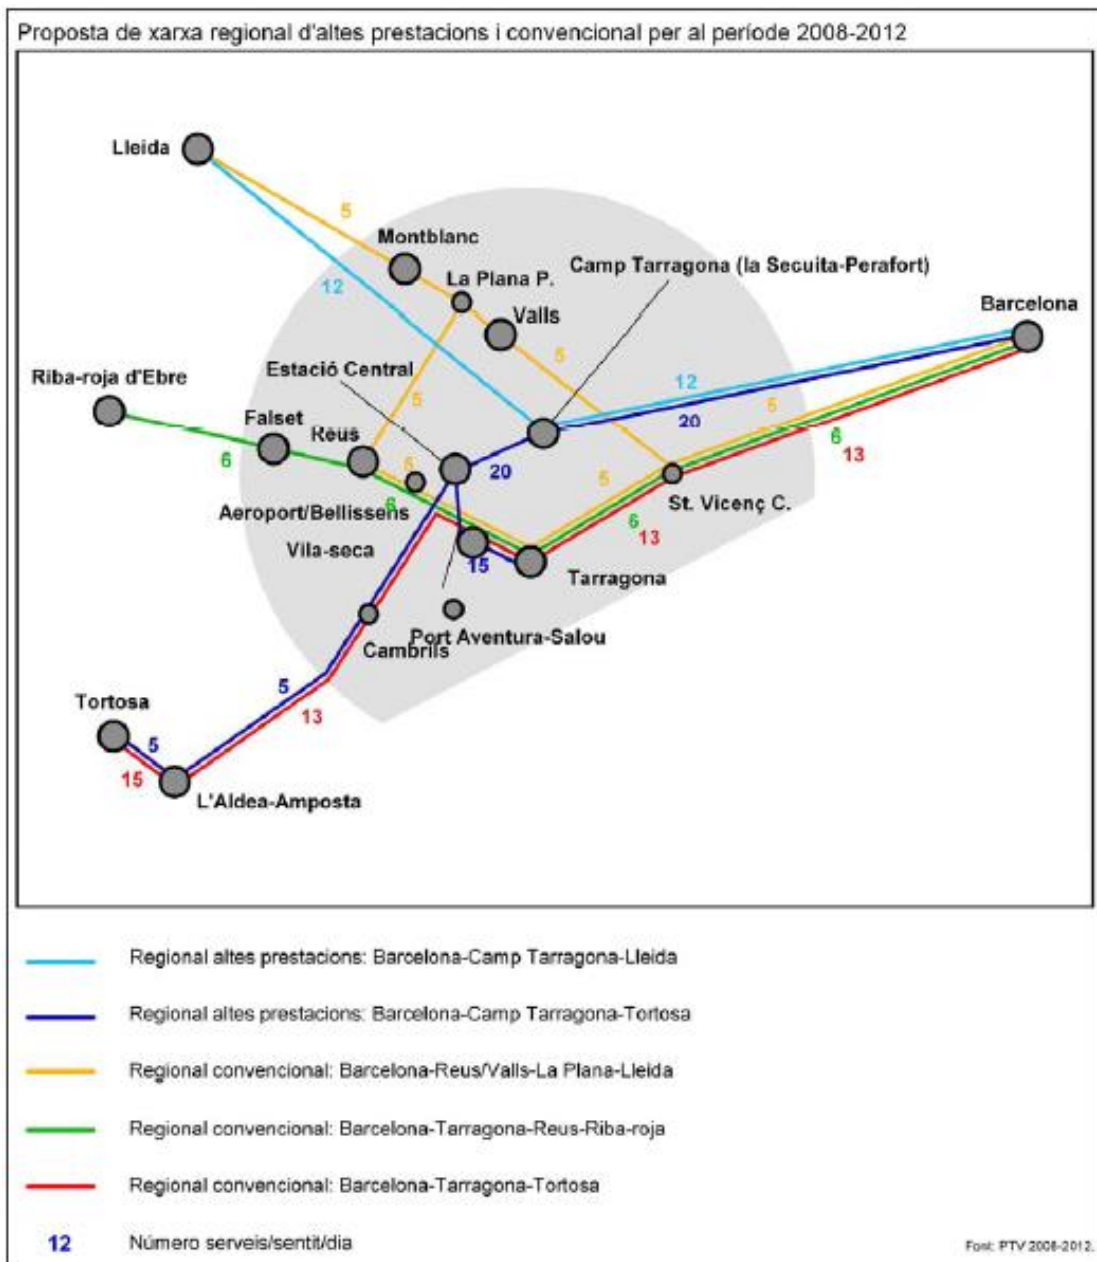 Proposta de xarxa regional d'altes prestacions i convencional per al període 2008-2012
Lleida
5
Montblanc
Camp Tarragona (la Secuita-Perafort)
La Plana P.
12
Valls
Barcelona
Estació Central
5
Riba-roja d'Ebre
12
5
5
20
Falset
Reus
6
5
20
5
6
13
Aeroport/Bellissens
6
St. Vicenç C.
6
13
Vila-seca
15
Tarragona
Port Aventura-Salou
Cambrils
5
Tortosa
13
5
15
L'Aldea-Amposta
Regional altes prestacions: Barcelona-Camp Tarragona-Lleida
Regional altes prestacions: Barcelona-Camp Tarragona-Tortosa
Regional convencional: Barcelona-Reus/Valls-La Plana-Lleida
Regional convencional: Barcelona-Tarragona-Reus-Riba-roja
Regional convencional: Barcelona-Tarragona-Tortosa
12 Número serveis/sentit/dia
Font: PTV 2008-2012.